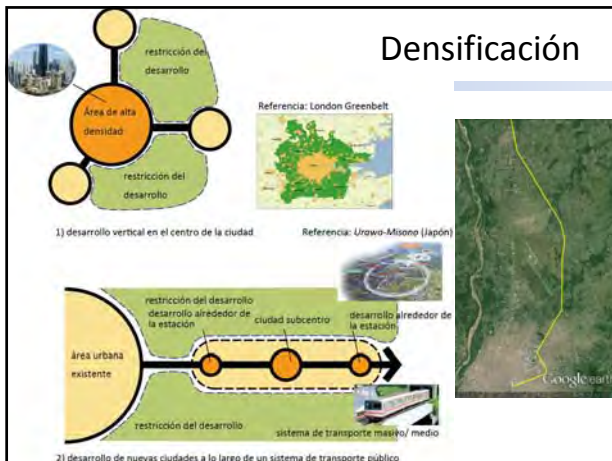 Densificación
restricción del
desarrollo
Área de alta
densidad
restricción del
desarrollo
Referencia: London Greenbelt
1) desarrollo vertical en el centro de la ciudad
Referencia: Urawa-Misono (Japón)
restricción del desarrollo
desarrollo alrededor de
la estación
ciudad subcentro
desarrollo alrededor de
la estación
área urbana
existente
restricción del desarrollo
sistema de transporte masivo/ medio
2) desarrollo de nuevas ciudades a lo largo de un sistema de transporte público
Google earth